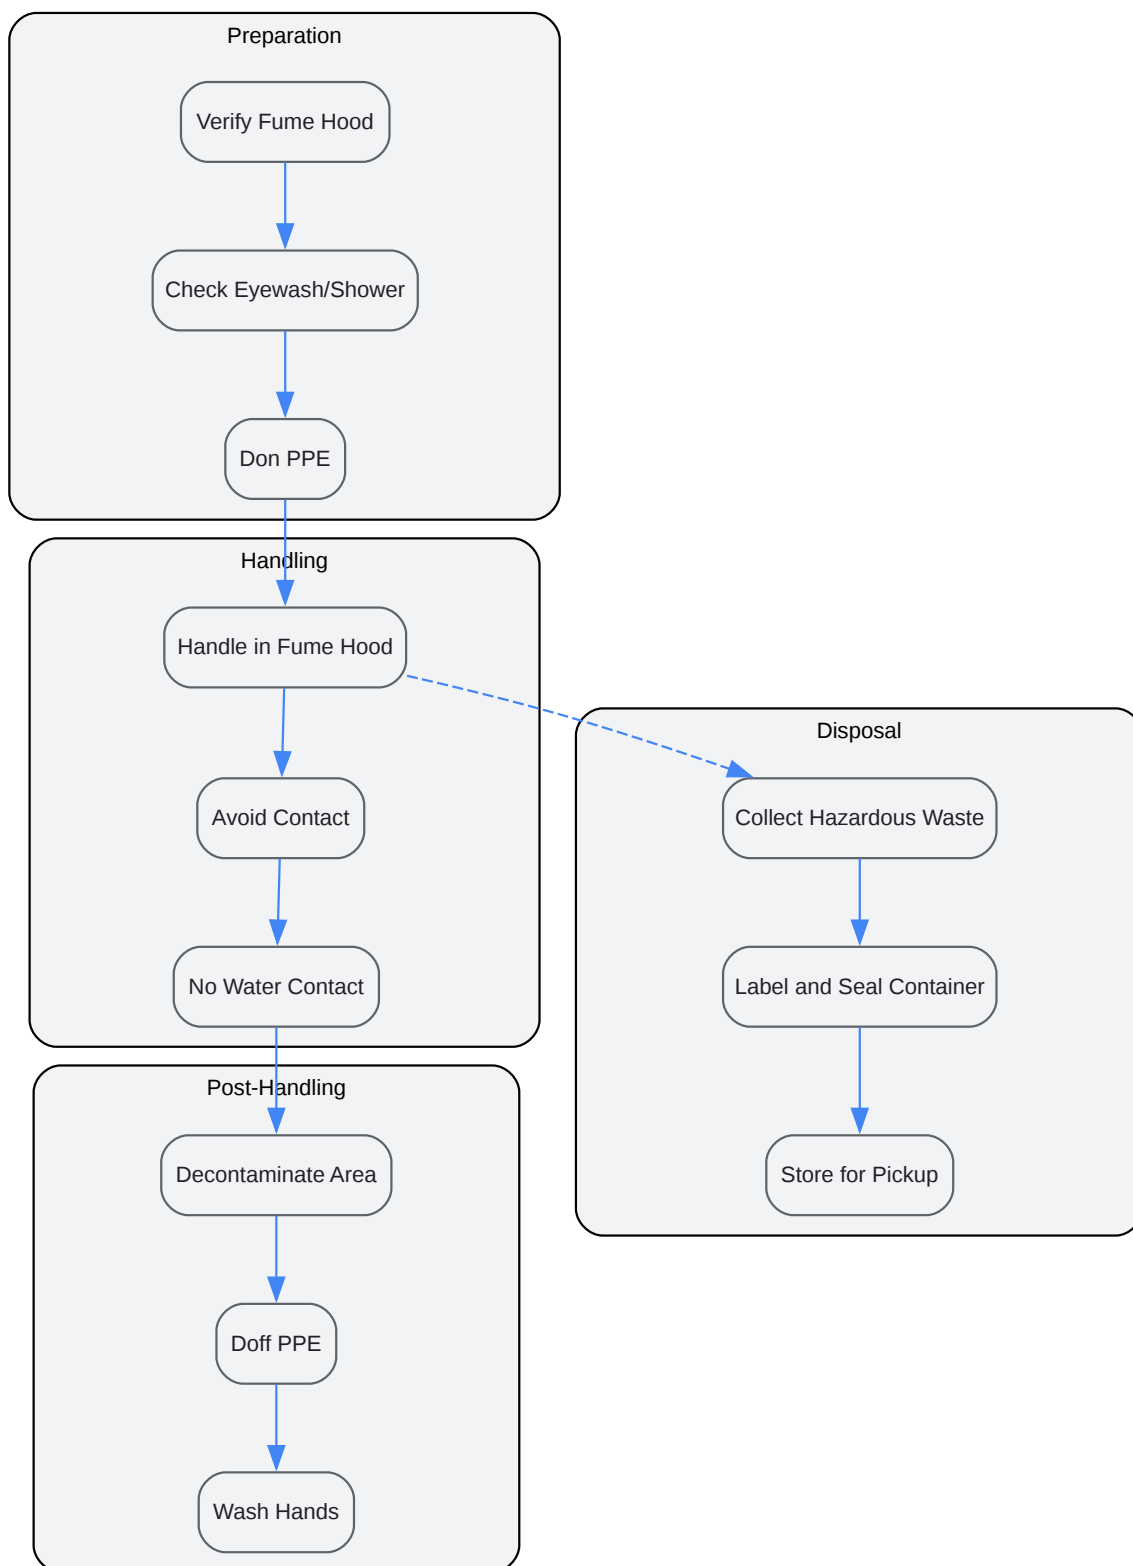 Preparation
Verify Fume Hood
Check Eyewash/Shower
Don PPE
Handling
Handle in Fume Hood
Avoid Contact
No Water Contact
Disposal
Collect Hazardous Waste
Label and Seal Container
Store for Pickup
Post-Handling
Decontaminate Area
Doff PPE
Wash Hands